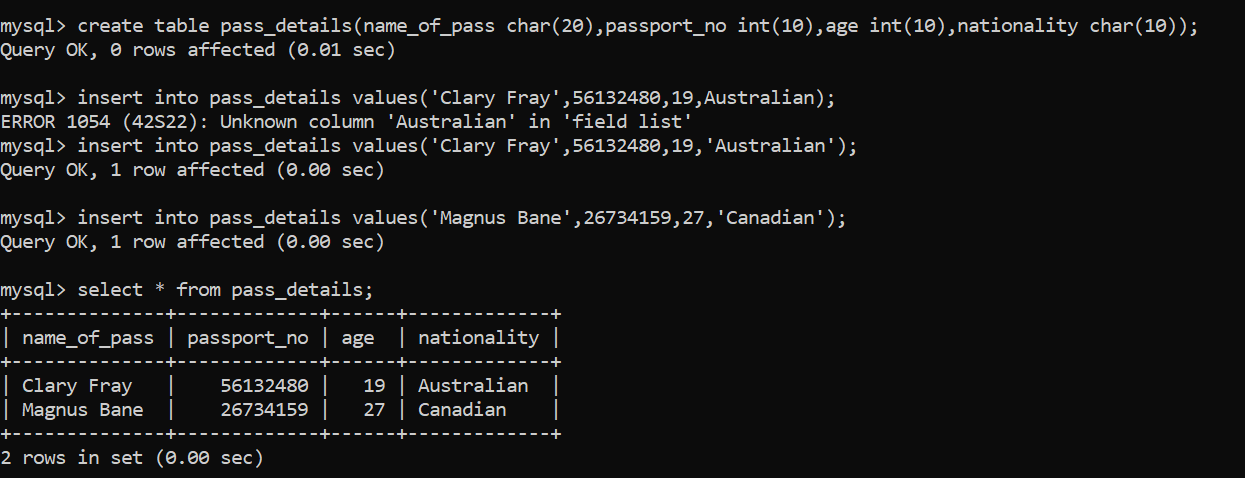 mysql> create table pass_details(name_of_pass char(20),passport_no int(10),age int(10),nationality char(10));
Query OK, 0 rows affected (0.01 sec)

mysql> insert into pass_details values('Clary Fray',56132480,19,Australian);
ERROR 1054 (42S22): Unknown column 'Australian' in 'field list'
mysql> insert into pass_details values('Clary Fray',56132480,19,'Australian');
Query OK, 1 row affected (0.00 sec)

mysql> insert into pass_details values('Magnus Bane',26734159,27,'Canadian');
Query OK, 1 row affected (0.00 sec)

mysql> select * from pass_details;
+--------------+-------------+------+-------------+
| name_of_pass | passport_no | age  | nationality |
+--------------+-------------+------+-------------+
| Clary Fray   |    56132480 |   19 | Australian  |
| Magnus Bane  |    26734159 |   27 | Canadian    |
+--------------+-------------+------+-------------+
2 rows in set (0.00 sec)